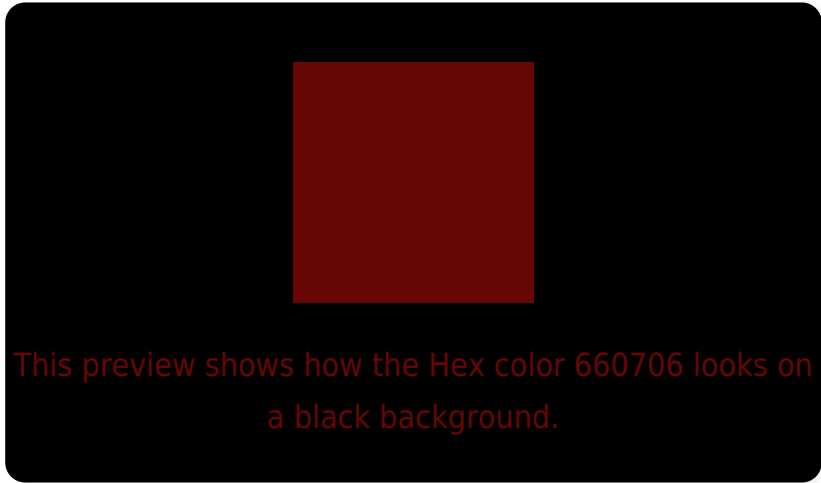 This preview shows how the Hex color 660706 looks on
a black background.